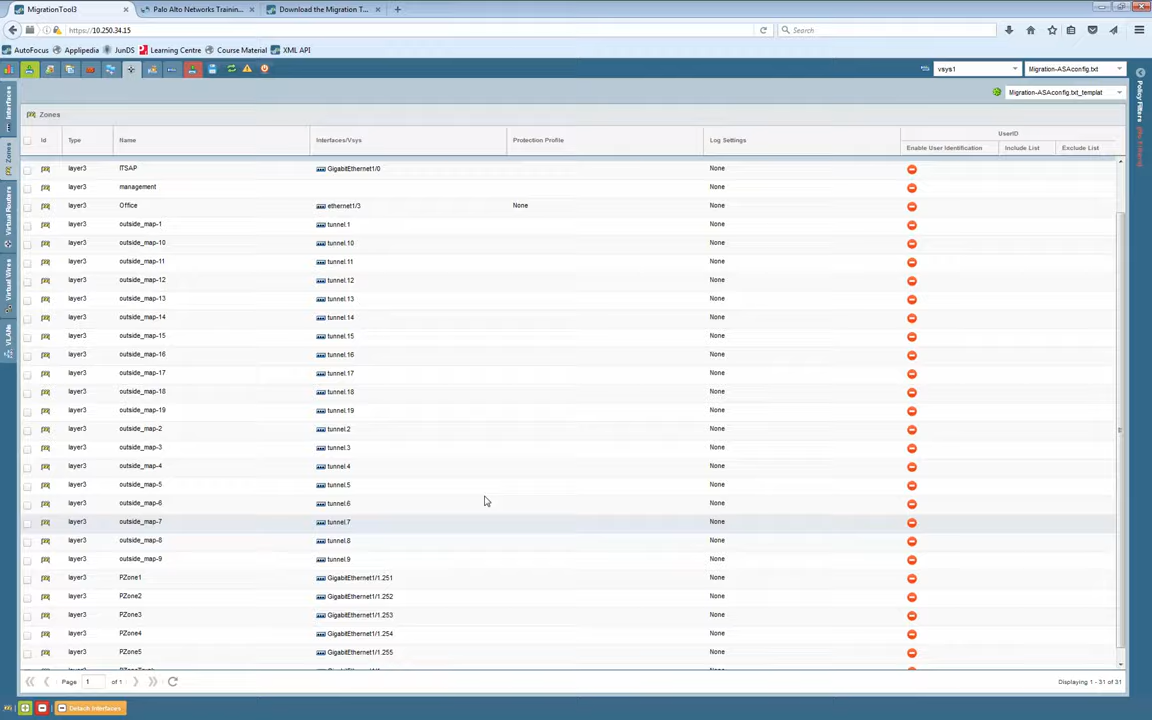 MigrationTool3 × Palo Alto Networks Trainin... × Download the Migration T... × +
https://10.250.34.15 Search
AutoFocus Applipedia JunDS Learning Centre Course Material XML API
vsys1 Migration-ASAconfig.txt
Migration-ASAconfig.txt_templat
Interfaces
Zones
Virtual Routers
Virtual Wires
VLANs
Policy Filters
Zones
UserID
Id Type Name Interfaces/Vsys Protection Profile Log Settings Enable User Identification Include List Exclude List
layer3 ITSAP GigabitEthernet1/0 None
layer3 management None
layer3 Office ethernet1/3 None None
layer3 outside_map-1 tunnel.1 None
layer3 outside_map-10 tunnel.10 None
layer3 outside_map-11 tunnel.11 None
layer3 outside_map-12 tunnel.12 None
layer3 outside_map-13 tunnel.13 None
layer3 outside_map-14 tunnel.14 None
layer3 outside_map-15 tunnel.15 None
layer3 outside_map-16 tunnel.16 None
layer3 outside_map-17 tunnel.17 None
layer3 outside_map-18 tunnel.18 None
layer3 outside_map-19 tunnel.19 None
layer3 outside_map-2 tunnel.2 None
layer3 outside_map-3 tunnel.3 None
layer3 outside_map-4 tunnel.4 None
layer3 outside_map-5 tunnel.5 None
layer3 outside_map-6 tunnel.6 None
layer3 outside_map-7 tunnel.7 None
layer3 outside_map-8 tunnel.8 None
layer3 outside_map-9 tunnel.9 None
layer3 PZone1 GigabitEthernet1/1.251 None
layer3 PZone2 GigabitEthernet1/1.252 None
layer3 PZone3 GigabitEthernet1/1.253 None
layer3 PZone4 GigabitEthernet1/1.254 None
layer3 PZone5 GigabitEthernet1/1.255 None
Page 1 of 1 Displaying 1 - 31 of 31
Detach Interfaces